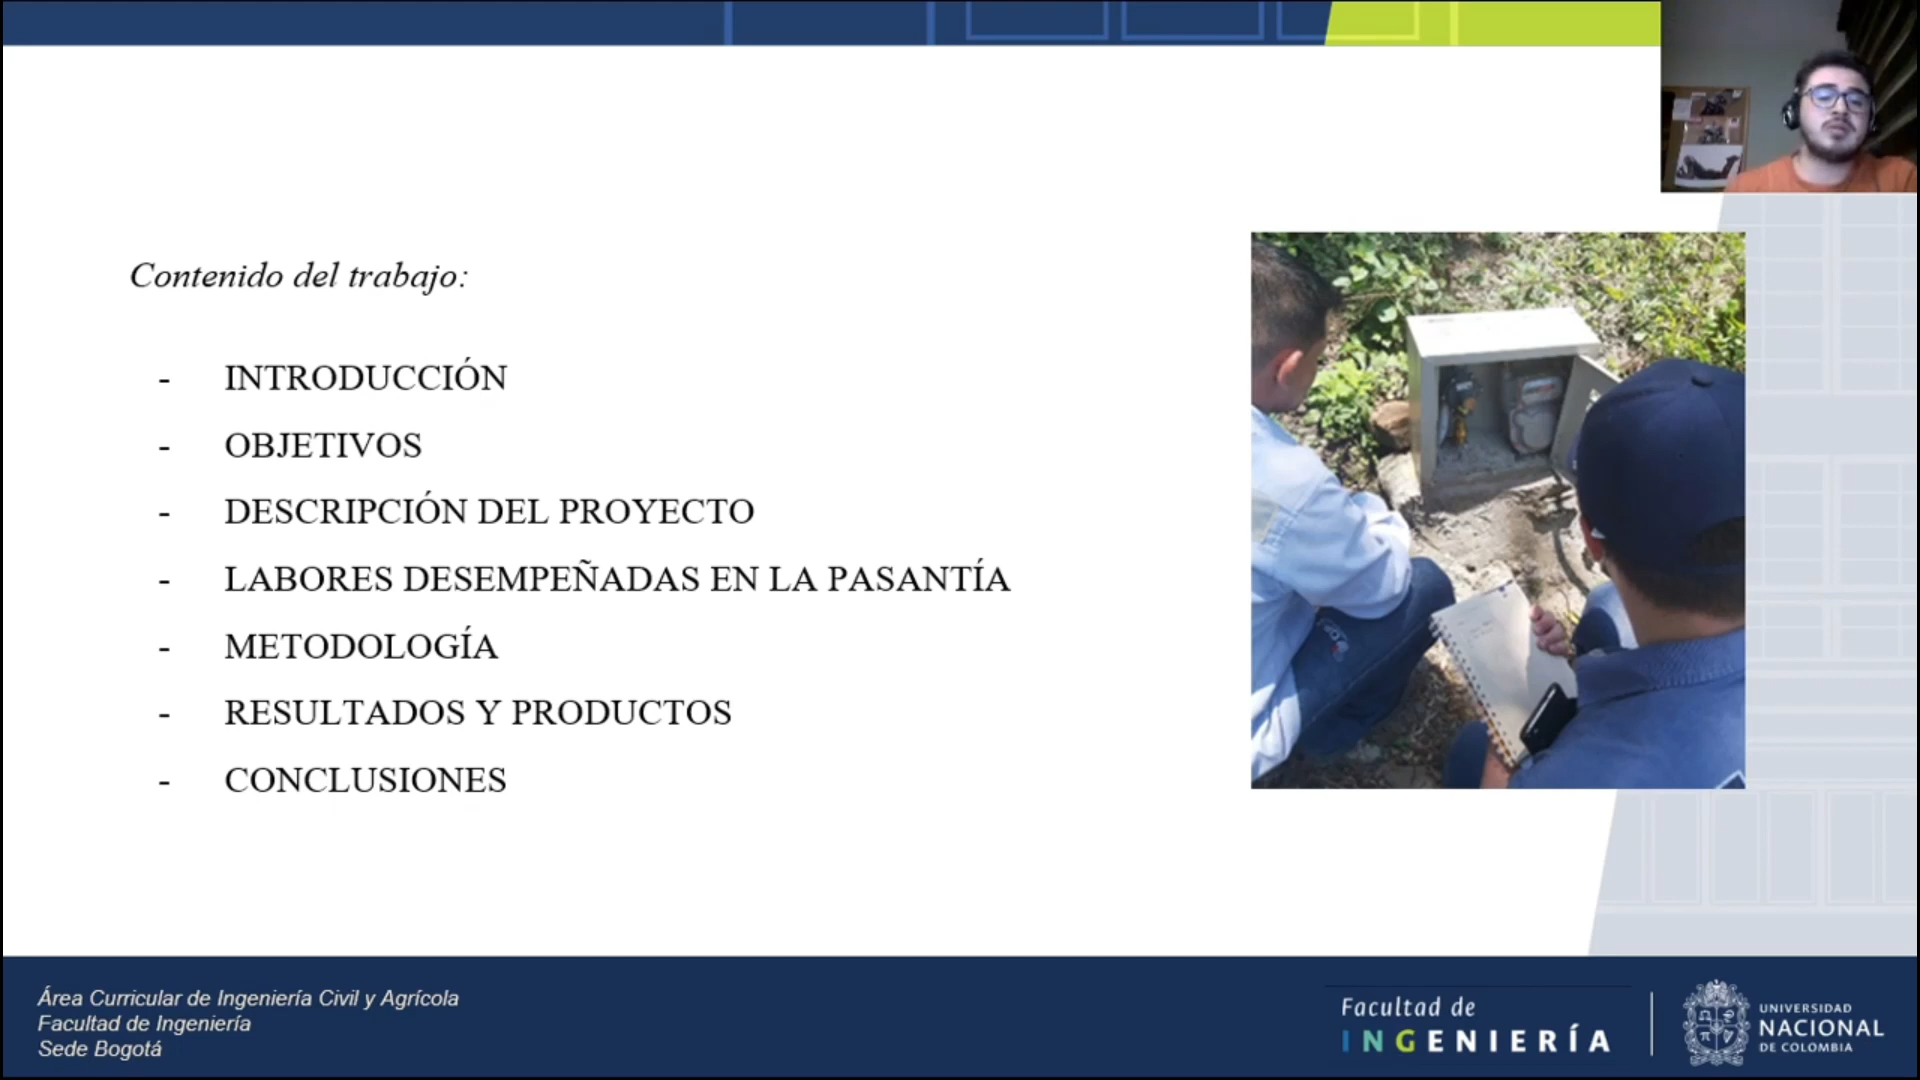 Contenido del trabajo:
- INTRODUCCIÓN
- OBJETIVOS
- DESCRIPCIÓN DEL PROYECTO
- LABORES DESEMPEÑADAS EN LA PASANTÍA
- METODOLOGÍA
- RESULTADOS Y PRODUCTOS
- CONCLUSIONES
Área Curricular de Ingeniería Civil y Agrícola
Facultad de Ingeniería
Sede Bogotá
Facultad de
INGENIERÍA
UNIVERSIDAD
NACIONAL
DE COLOMBIA